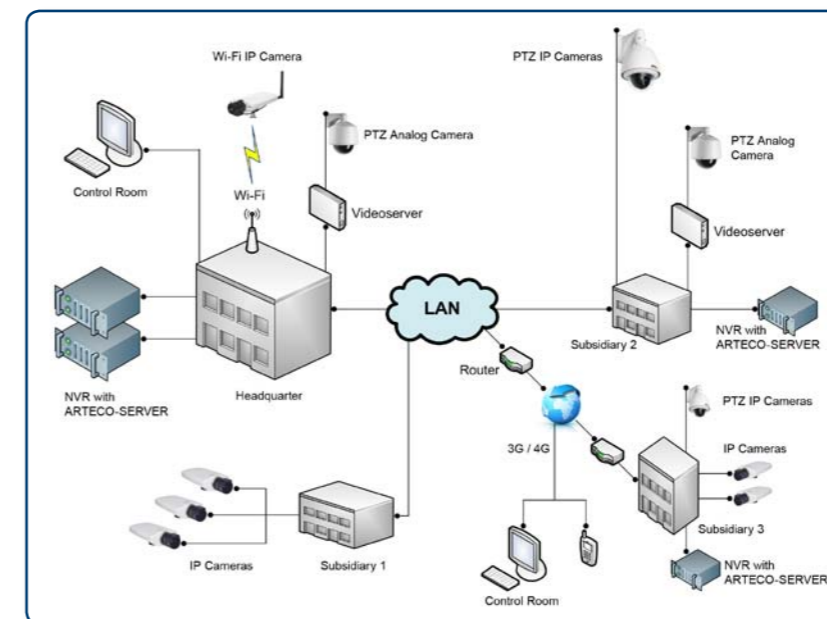 Wi-Fi IP Camera
PTZ IP Cameras
PTZ Analog Camera
PTZ Analog
Camera
Control Room
Wi-Fi
Videoserver
Videoserver
LAN
NVR with
ARTECO-SERVER
Headquarter
Subsidiary 2
NVR with
ARTECO-SERVER
Router
3G / 4G
PTZ IP Cameras
IP Cameras
Subsidiary 3
IP Cameras
Subsidiary 1
NVR with
ARTECO-SERVER
Control Room